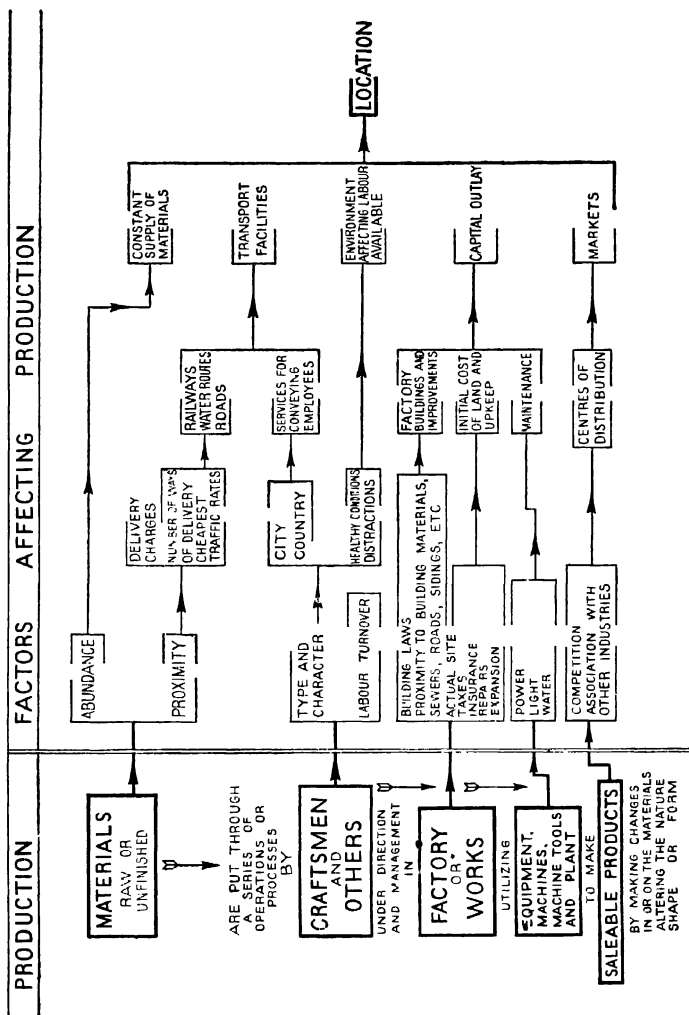 PRODUCTION
FACTORS AFFECTING PRODUCTION
MATERIALS
RAW OR
UNFINISHED
ARE PUT THROUGH
A SERIES OF
OPERATIONS OR
PROCESSES
BY
CRAFTSMEN
AND
OTHERS
UNDER DIRECTION
AND MANAGEMENT
IN
FACTORY
OR
WORKS
UTILIZING
EQUIPMENT,
MACHINES,
MACHINE TOOLS
AND PLANT
TO MAKE
SALEABLE PRODUCTS
BY MAKING CHANGES
IN OR ON THE MATERIALS
ALTERING THE NATURE
SHAPE OR FORM
ABUNDANCE
PROXIMITY
DELIVERY
CHARGES
NUMBER OF WAYS
OF DELIVERY
CHEAPEST
TRAFFIC RATES
RAILWAYS
WATER ROUTES
ROADS
CONSTANT
SUPPLY OF
MATERIALS
TRANSPORT
FACILITIES
TYPE AND
CHARACTER
LABOUR TURNOVER
CITY
COUNTRY
HEALTHY CONDITIONS
DISTRACTIONS
SERVICES FOR
CONVEYING
EMPLOYEES
ENVIRONMENT
AFFECTING LABOUR
AVAILABLE
BUILDING LAWS
PROXIMITY TO BUILDING MATERIALS,
SEWERS, ROADS, SIDINGS, ETC
ACTUAL SITE
TAXES
INSURANCE
REPAIRS
EXPANSION
FACTORY
BUILDINGS AND
IMPROVEMENTS
INITIAL COST
OF LAND AND
UPKEEP
POWER
LIGHT
WATER
MAINTENANCE
CAPITAL OUTLAY
COMPETITION
ASSOCIATION WITH
OTHER INDUSTRIES
CENTRES OF
DISTRIBUTION
MARKETS
LOCATION